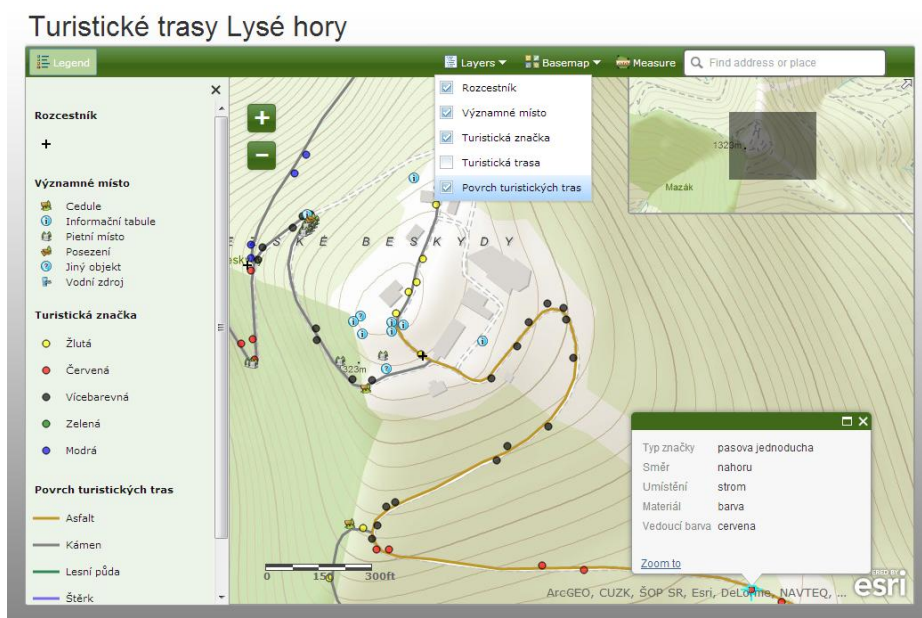 Turistické trasy Lysé hory
Legend
Layers
Basemap
Measure
Find address or place
Rozcestník
Významné místo
Cedule
Informační tabule
Pietní místo
Posezení
Jiný objekt
Vodní zdroj
Turistická značka
Žlutá
Červená
Vícebarevná
Zelená
Modrá
Povrch turistických tras
Asfalt
Kámen
Lesní půda
Štěrk
Rozcestník
Významné místo
Turistická značka
Turistická trasa
Povrch turistických tras
1323m
Mazák
SKÉ BESKYDY
323m
Typ značky pasova jednoducha
Směr nahoru
Umístění strom
Materiál barva
Vedoucí barva cervena
Zoom to
0 150 300ft
ERED BY
esri
ArcGEO, CUZK, ŠOP SR, Esri, DeLorme, NAVTEQ, ...